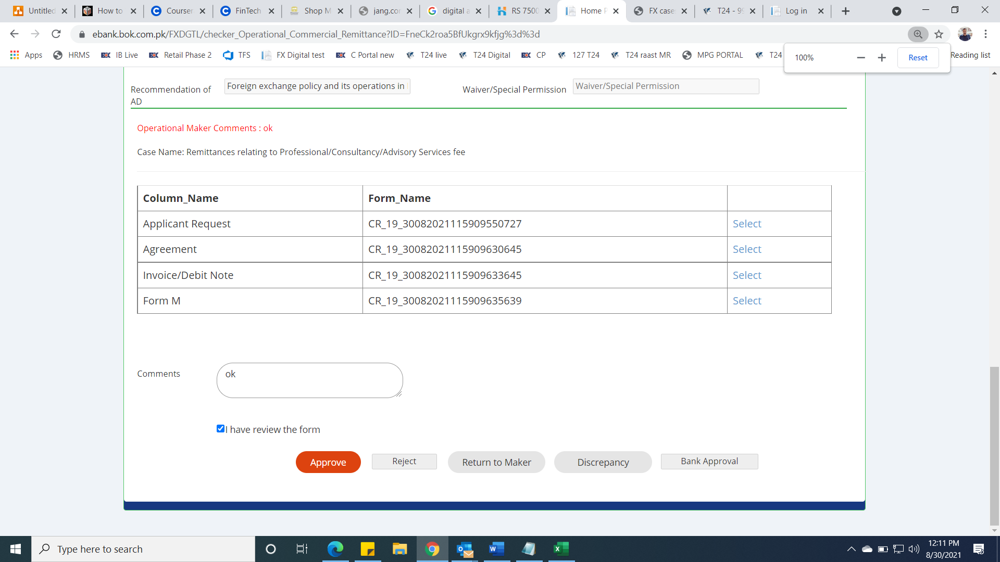 Untitled
How to
Courser
FinTech
Shop M
jang.cor
digital a
RS 7500
Home P
FX case
T24 - 99
Log in
ebank.bok.com.pk/FXDGTL/checker_Operational_Commercial_Remittance?ID=FneCk2roa5BfUkgrx9kfjg%3d%3d
Apps HRMS IB Live Retail Phase 2 TFS FX Digital test C Portal new T24 live T24 Digital CP 127 T24 T24 raast MR MPG PORTAL T24 Reading list
100% Reset
Recommendation of AD
Foreign exchange policy and its operations in
Waiver/Special Permission
Waiver/Special Permission
Operational Maker Comments : ok
Case Name: Remittances relating to Professional/Consultancy/Advisory Services fee
Column_Name Form_Name
Applicant Request CR_19_30082021115909550727 Select
Agreement CR_19_30082021115909630645 Select
Invoice/Debit Note CR_19_30082021115909633645 Select
Form M CR_19_30082021115909635639 Select
Comments ok
I have review the form
Approve Reject Return to Maker Discrepancy Bank Approval
Type here to search
12:11 PM
8/30/2021